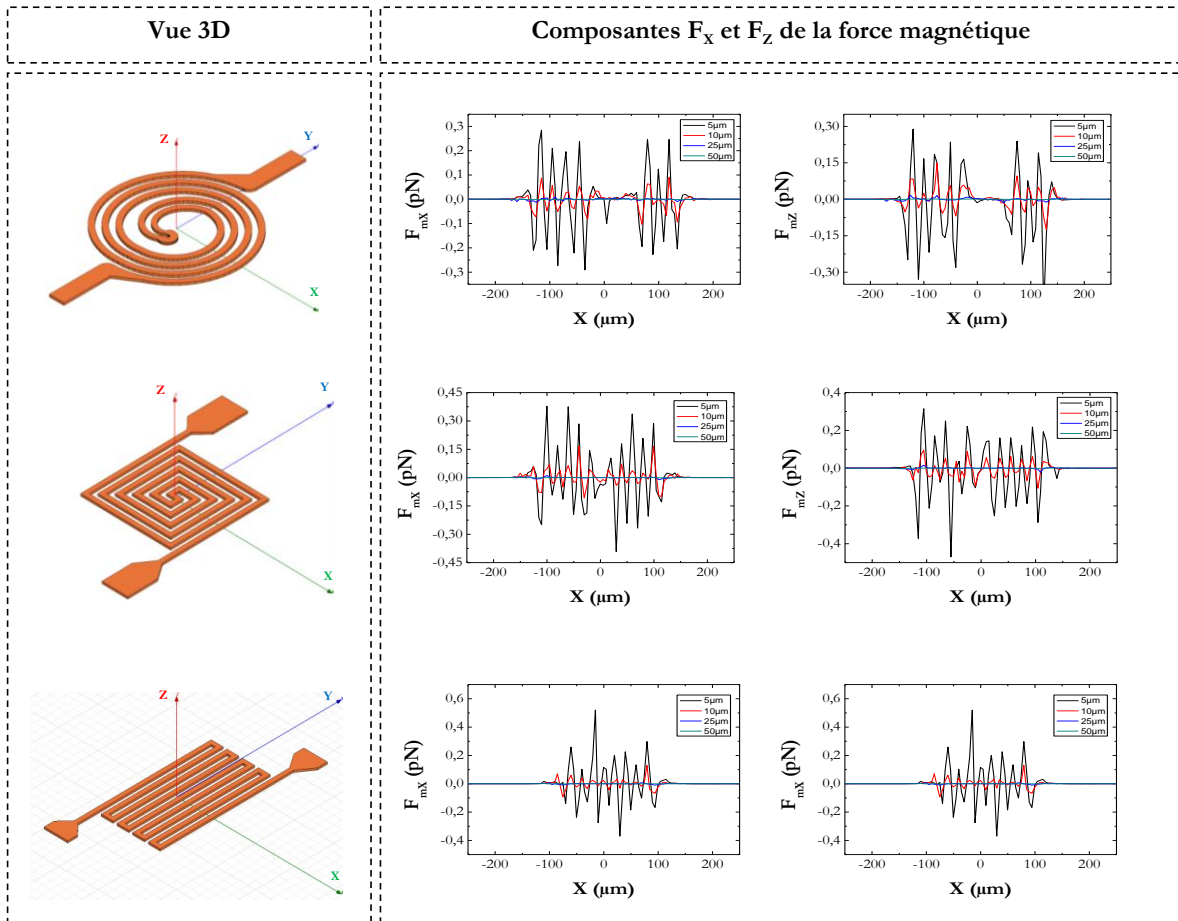 Vue 3D
Composantes FX et FZ de la force magnétique
Z
Y
X
0,3
0,2
0,1
0,0
-0,1
-0,2
0,3
-200 -100 0 100 200
FmX (pN)
X (µm)
5µm
10µm
25µm
50µm
0,30
0,15
0,00
-0,15
-0,30
-200 -100 0 100 200
FmZ (pN)
X (µm)
5µm
10µm
25µm
50µm
Z
Y
X
0,45
0,30
0,15
0,00
-0,15
-0,30
-0,45
-200 -100 0 100 200
FmX (pN)
X (µm)
5µm
10µm
25µm
50µm
0,4
0,2
0,0
-0,2
-0,4
-200 -100 0 100 200
FmZ (pN)
X (µm)
5µm
10µm
25µm
50µm
Z
Y
X
0,6
0,4
0,2
0,0
-0,2
-0,4
-200 -100 0 100 200
FmX (pN)
X (µm)
5µm
10µm
25µm
50µm
0,6
0,4
0,2
0,0
-0,2
-0,4
-200 -100 0 100 200
FmX (pN)
X (µm)
5µm
10µm
25µm
50µm